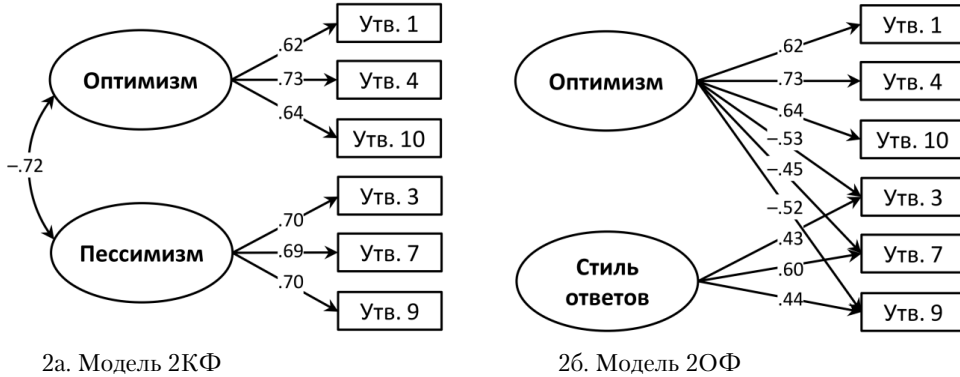 Оптимизм
Пессимизм
–.72
.62
.73
.64
.70
.69
.70
Утв. 1
Утв. 4
Утв. 10
Утв. 3
Утв. 7
Утв. 9
2а. Модель 2КФ
Оптимизм
Стиль
ответов
.62
.73
.64
–.53
–.45
–.52
.43
.60
.44
Утв. 1
Утв. 4
Утв. 10
Утв. 3
Утв. 7
Утв. 9
2б. Модель 2ОФ